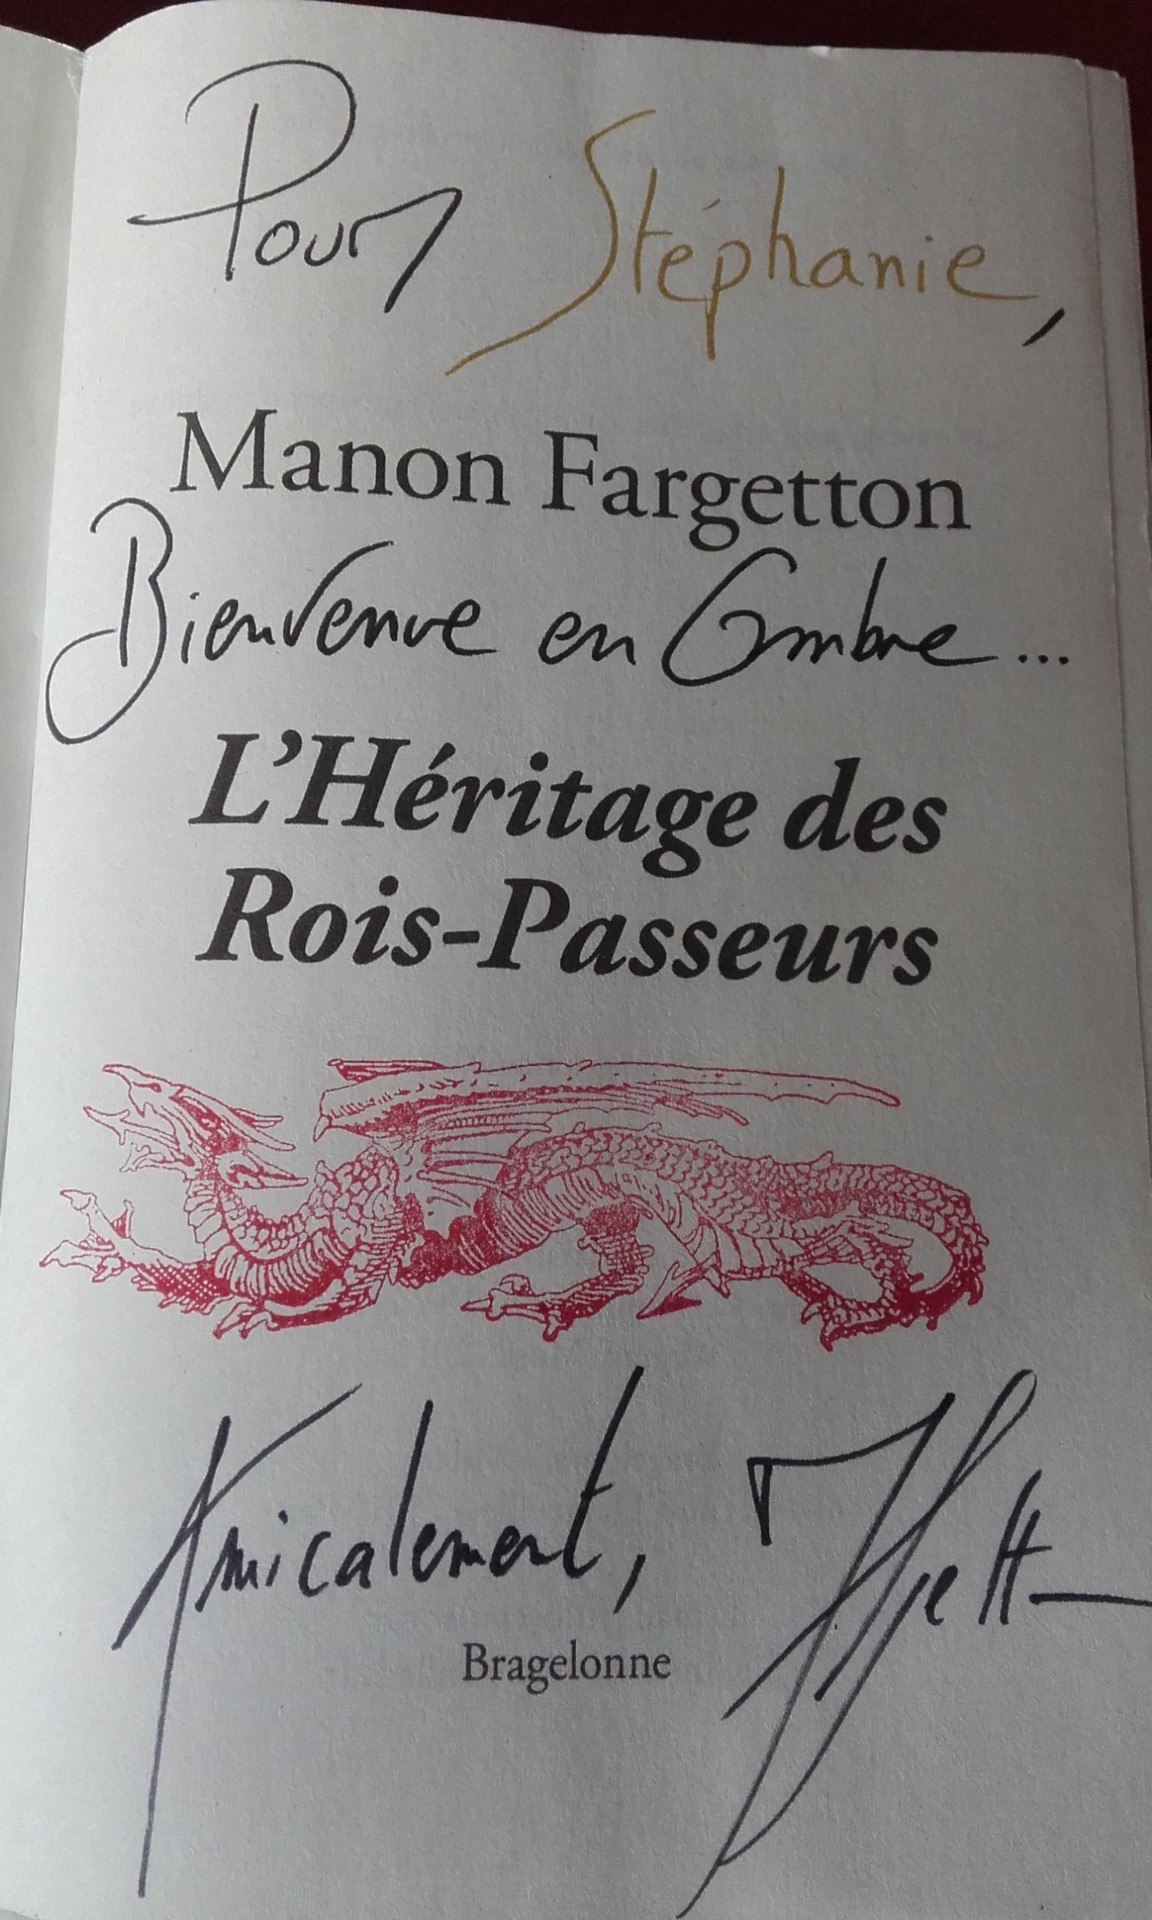 Pour Stéphanie,
Manon Fargetton
Bienvenue en Ombre...
L'Héritage des
Rois-Passeurs
Amicalement,
Bragelonne